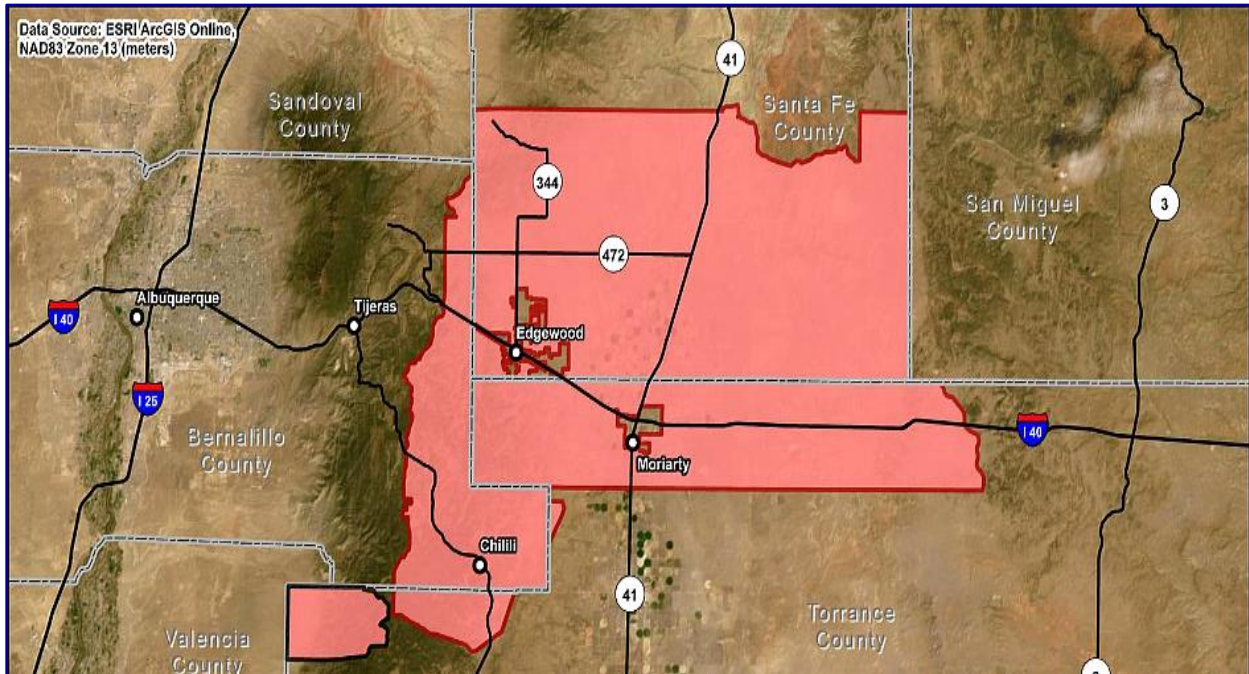 Data Source: ESRI ArcGIS Online,
NAD83 Zone 13 (meters)
41
Sandoval
County
Santa Fe
County
344
San Miguel
County
3
472
I 40
Albuquerque
Tijeras
Edgewood
I 25
Bernalillo
County
I 40
Moriarty
Chilili
41
Torrance
County
Valencia
County